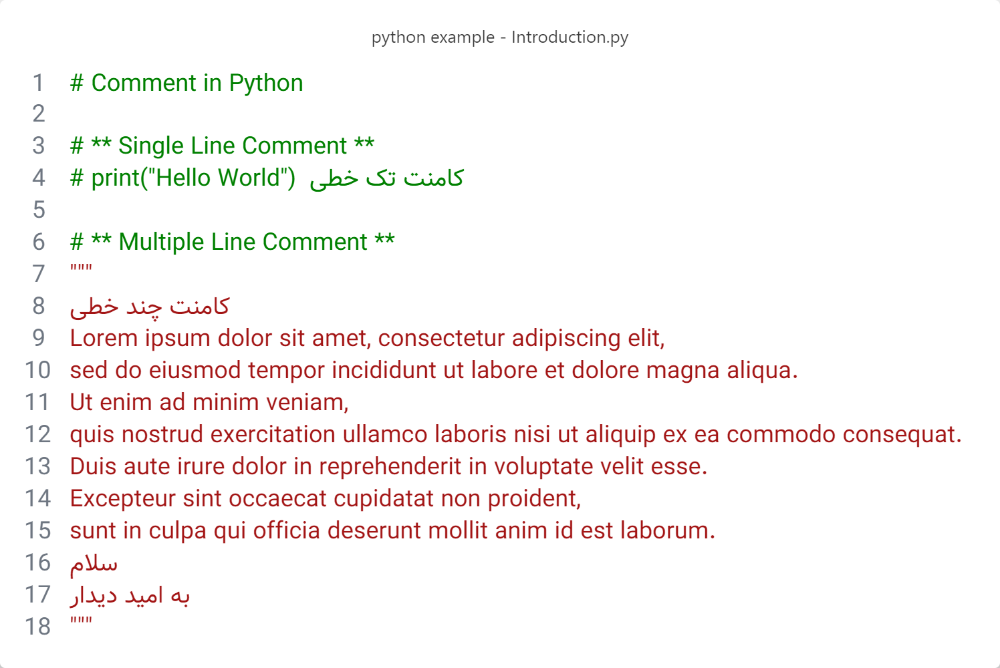 python example - Introduction.py
1 # Comment in Python
2
3 # ** Single Line Comment **
4 # print("Hello World")  کامنت تک خطی
5
6 # ** Multiple Line Comment **
7 """
8 کامنت چند خطی
9 Lorem ipsum dolor sit amet, consectetur adipiscing elit,
10 sed do eiusmod tempor incididunt ut labore et dolore magna aliqua.
11 Ut enim ad minim veniam,
12 quis nostrud exercitation ullamco laboris nisi ut aliquip ex ea commodo consequat.
13 Duis aute irure dolor in reprehenderit in voluptate velit esse.
14 Excepteur sint occaecat cupidatat non proident,
15 sunt in culpa qui officia deserunt mollit anim id est laborum.
16 سلام
17 به امید دیدار
18 """